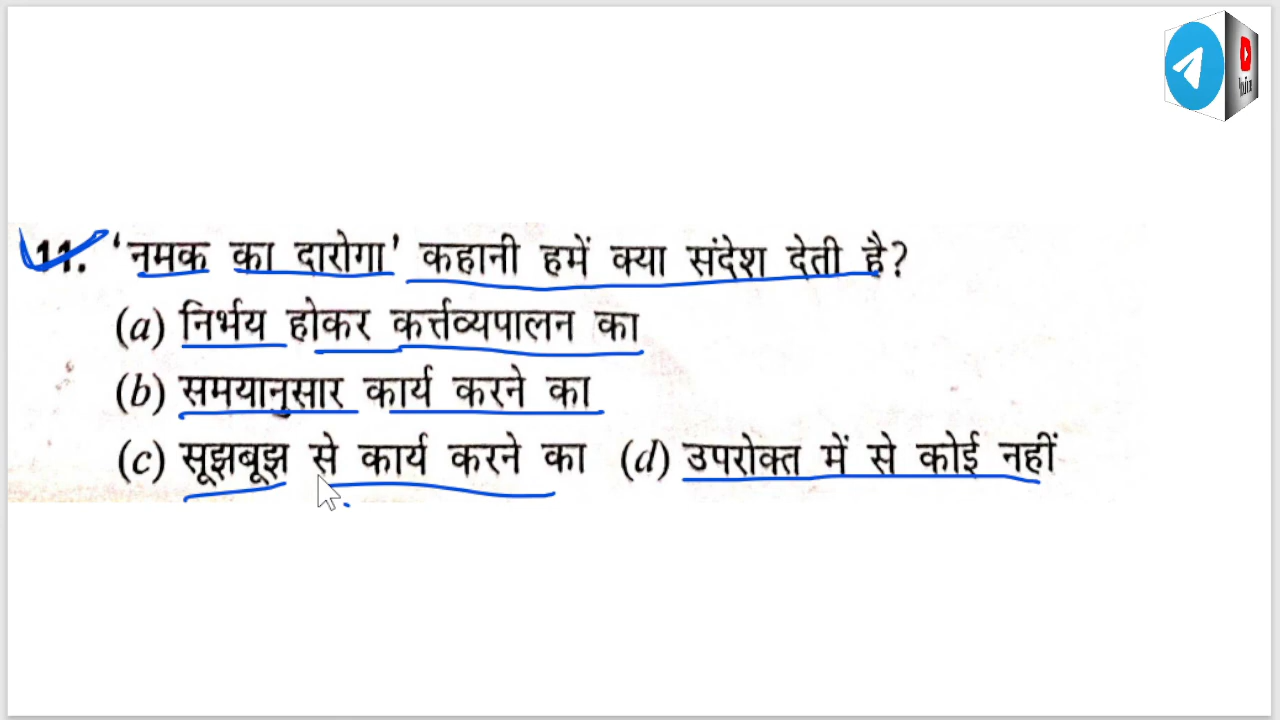 11. ‘नमक का दारोगा’ कहानी हमें क्या संदेश देती है?
(a) निर्भय होकर कर्त्तव्यपालन का
(b) समयानुसार कार्य करने का
(c) सूझबूझ से कार्य करने का (d) उपरोक्त में से कोई नहीं